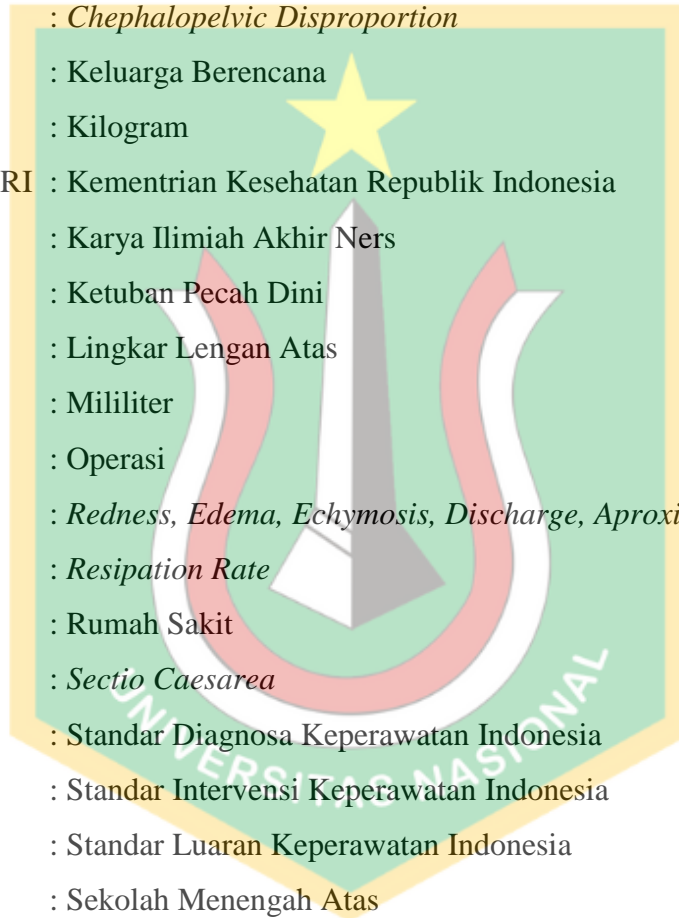 : Chephalopelvic Disproportion
: Keluarga Berencana
: Kilogram
RI : Kementrian Kesehatan Republik Indonesia
: Karya Ilimiah Akhir Ners
: Ketuban Pecah Dini
: Lingkar Lengan Atas
: Mililiter
: Operasi
: Redness, Edema, Echymosis, Discharge, Aproxi
: Resipation Rate
: Rumah Sakit
: Sectio Caesarea
: Standar Diagnosa Keperawatan Indonesia
: Standar Intervensi Keperawatan Indonesia
: Standar Luaran Keperawatan Indonesia
: Sekolah Menengah Atas
UNIVERSITAS NASIONAL